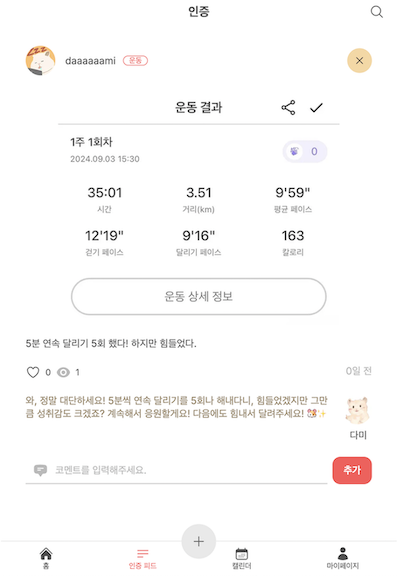 인증
daaaaaami 운동
운동 결과
1주 1회차
2024.09.03 15:30
0
35:01 3.51 9'59"
시간 거리(km) 평균 페이스
12'19" 9'16" 163
걷기 페이스 달리기 페이스 칼로리
운동 상세 정보
5분 연속 달리기 5회 했다! 하지만 힘들었다.
0 1 0일 전
와, 정말 대단하세요! 5분씩 연속 달리기를 5회나 해내다니, 힘들었겠지만 그만
큼 성취감도 크겠죠? 계속해서 응원할게요! 다음에도 힘내서 달려주세요! 🎊✨
다미
코멘트를 입력해주세요. 추가
홈 인증 피드 캘린더 마이페이지